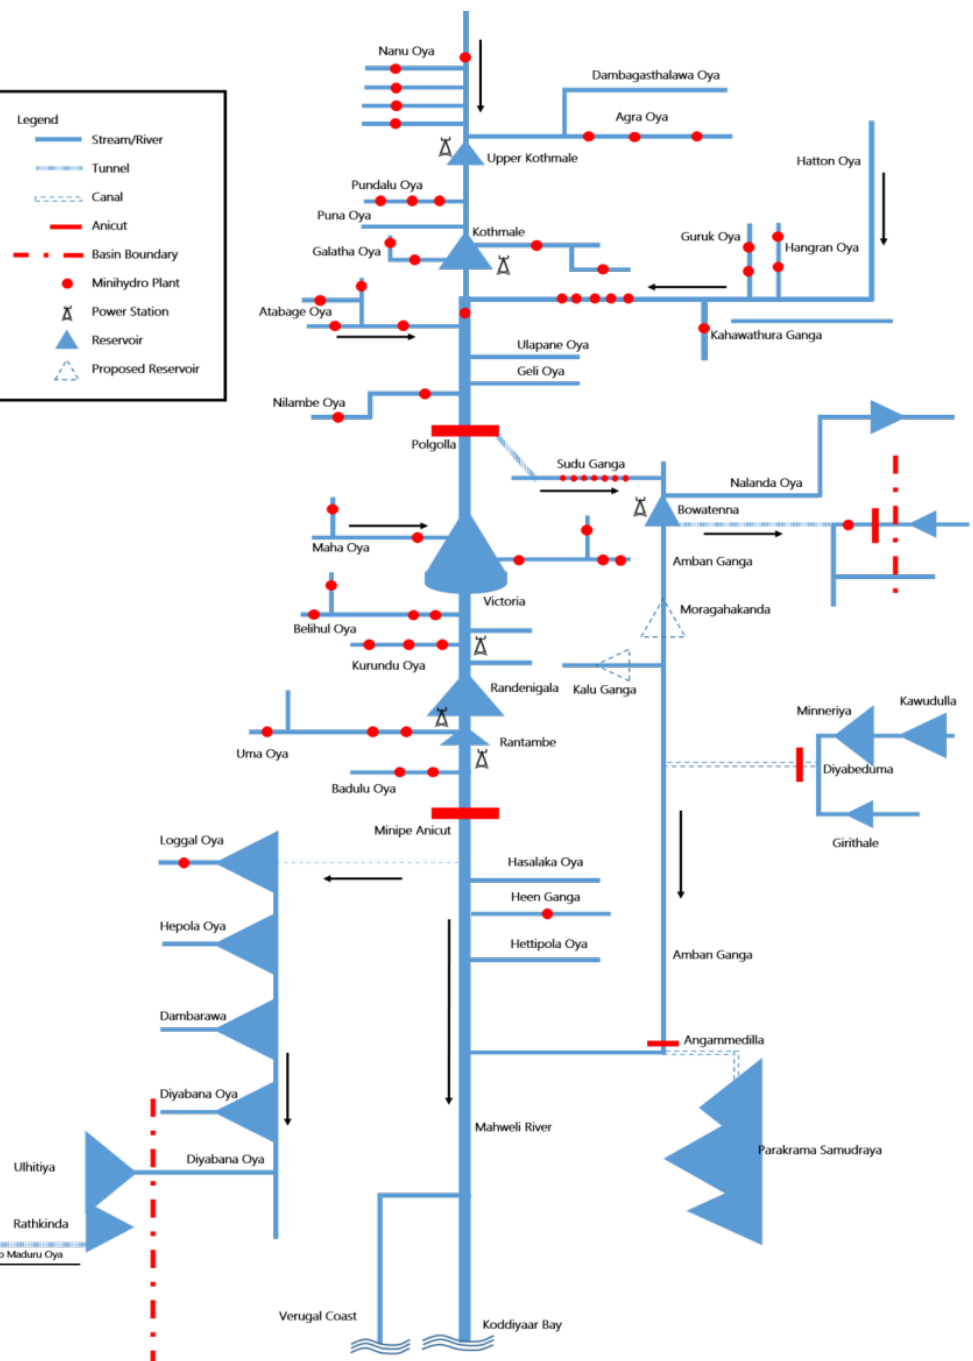 Nanu Oya
Dambagasthalawa Oya
Agra Oya
Legend
Stream/River
Tunnel
Canal
Anicut
Basin Boundary
Minihydro Plant
Power Station
Reservoir
Proposed Reservoir
Upper Kothmale
Hatton Oya
Pundalu Oya
Puna Oya
Kothmale
Galatha Oya
Guruk Oya
Hangran Oya
Atabage Oya
Kahawathura Ganga
Ulapane Oya
Geli Oya
Nilambe Oya
Polgolla
Sudu Ganga
Nalanda Oya
Bowatenna
Maha Oya
Amban Ganga
Victoria
Moragahakanda
Belihul Oya
Kurundu Oya
Randenigala
Kalu Ganga
Rantambe
Uma Oya
Minneriya
Kawudulla
Diyabeduma
Badulu Oya
Minipe Anicut
Girithale
Loggal Oya
Hasalaka Oya
Heen Ganga
Hepola Oya
Hettipola Oya
Amban Ganga
Dambarawa
Angammedilla
Diyabana Oya
Mahweli River
Parakrama Samudraya
Diyabana Oya
Ulhitiya
Rathkinda
o Maduru Oya
Verugal Coast
Koddiyaar Bay